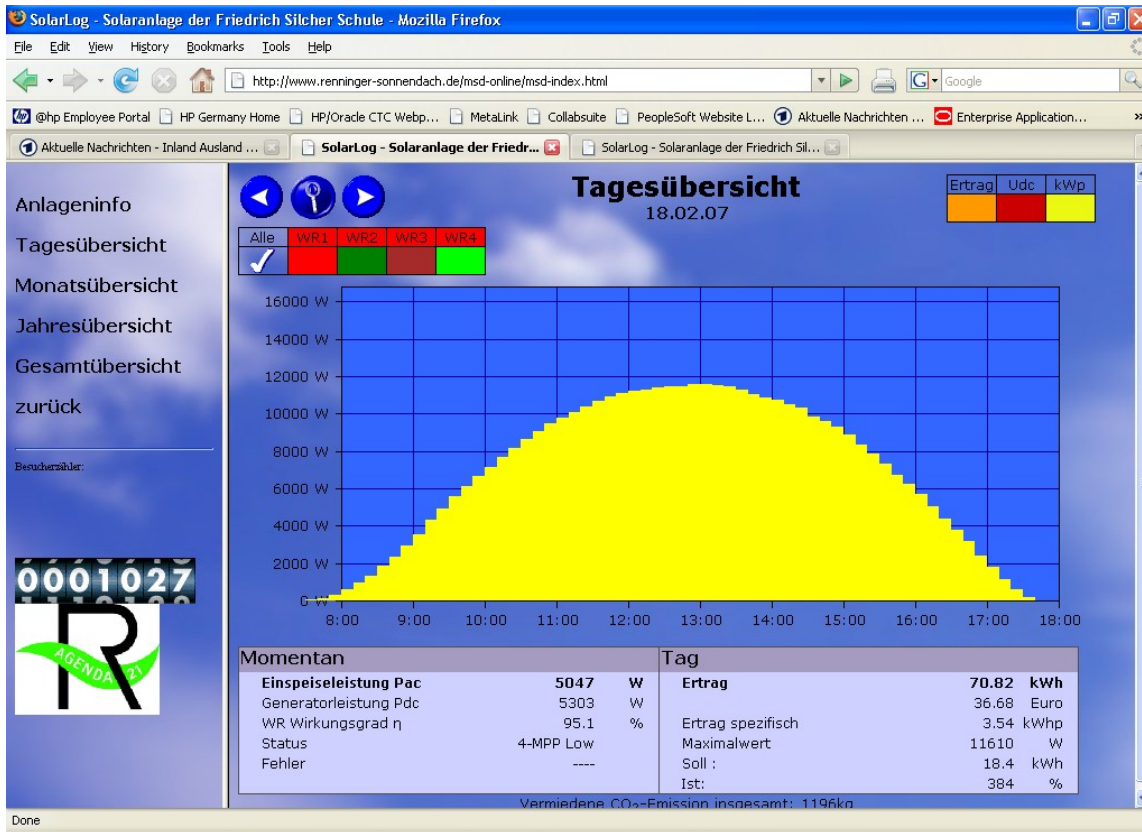 SolarLog - Solaranlage der Friedrich Silcher Schule - Mozilla Firefox
File Edit View History Bookmarks Tools Help
http://www.renninger-sonnendach.de/msd-online/msd-index.html
G Google
@hp Employee Portal HP Germany Home HP/Oracle CTC Webp... MetaLink Collabsuite PeopleSoft Website L... Aktuelle Nachrichten ... Enterprise Application... »
Aktuelle Nachrichten - Inland Ausland ... SolarLog - Solaranlage der Friedr... SolarLog - Solaranlage der Friedrich Sil...
Anlageninfo
Tagesübersicht
Monatsübersicht
Jahresübersicht
Gesamtübersicht
zurück
Besucherzähler:
0001027
R
AGENDA 21
Tagesübersicht
18.02.07
Ertrag Udc kWp
Alle WR1 WR2 WR3 WR4
16000 W
14000 W
12000 W
10000 W
8000 W
6000 W
4000 W
2000 W
0 W
8:00 9:00 10:00 11:00 12:00 13:00 14:00 15:00 16:00 17:00 18:00
Momentan
Einspeiseleistung Pac 5047 W
Generatorleistung Pdc 5303 W
WR Wirkungsgrad η 95.1 %
Status 4-MPP Low
Fehler ----
Tag
Ertrag 70.82 kWh
36.68 Euro
Ertrag spezifisch 3.54 kWhp
Maximalwert 11610 W
Soll : 18.4 kWh
Ist: 384 %
Vermiedene CO₂-Emission insgesamt: 1196kg
Done